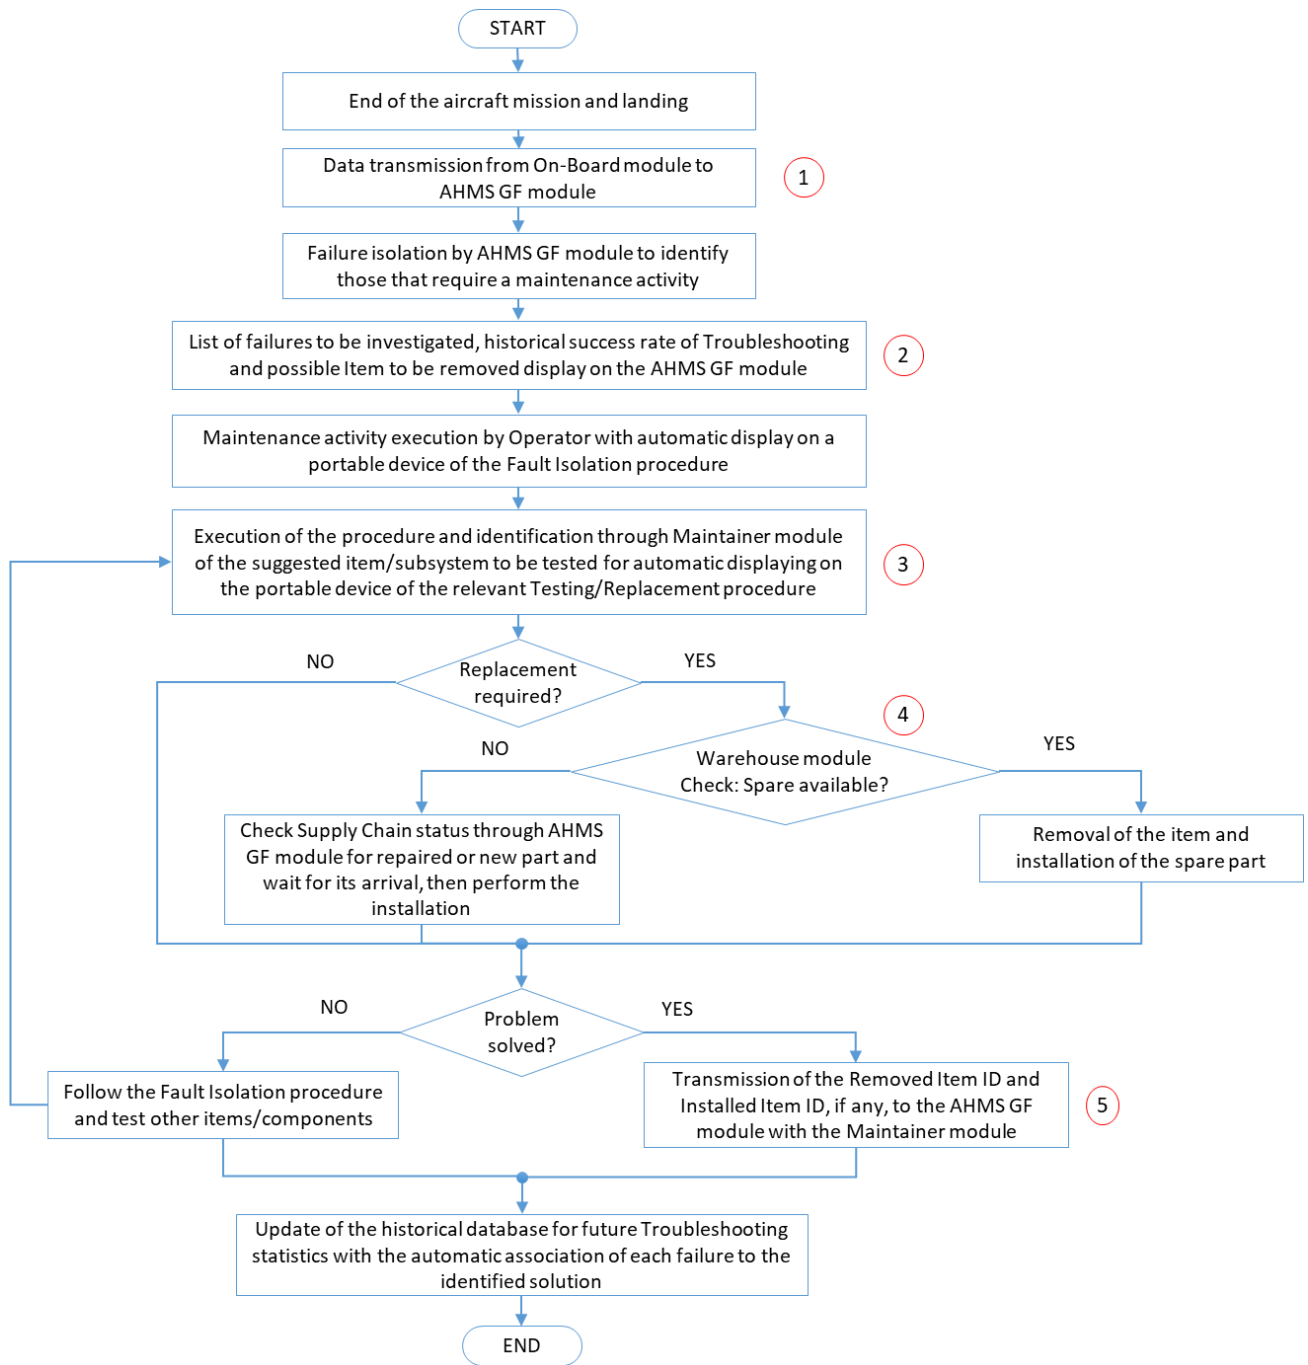 START
End of the aircraft mission and landing
Data transmission from On-Board module to
AHMS GF module
1
Failure isolation by AHMS GF module to identify
those that require a maintenance activity
List of failures to be investigated, historical success rate of Troubleshooting
and possible Item to be removed display on the AHMS GF module
2
Maintenance activity execution by Operator with automatic display on a
portable device of the Fault Isolation procedure
Execution of the procedure and identification through Maintainer module
of the suggested item/subsystem to be tested for automatic displaying on
the portable device of the relevant Testing/Replacement procedure
3
NO
Replacement
required?
YES
4
NO
Warehouse module
Check: Spare available?
YES
Check Supply Chain status through AHMS
GF module for repaired or new part and
wait for its arrival, then perform the
installation
Removal of the item and
installation of the spare part
NO
Problem
solved?
YES
Follow the Fault Isolation procedure
and test other items/components
Transmission of the Removed Item ID and
Installed Item ID, if any, to the AHMS GF
module with the Maintainer module
5
Update of the historical database for future Troubleshooting
statistics with the automatic association of each failure to the
identified solution
END